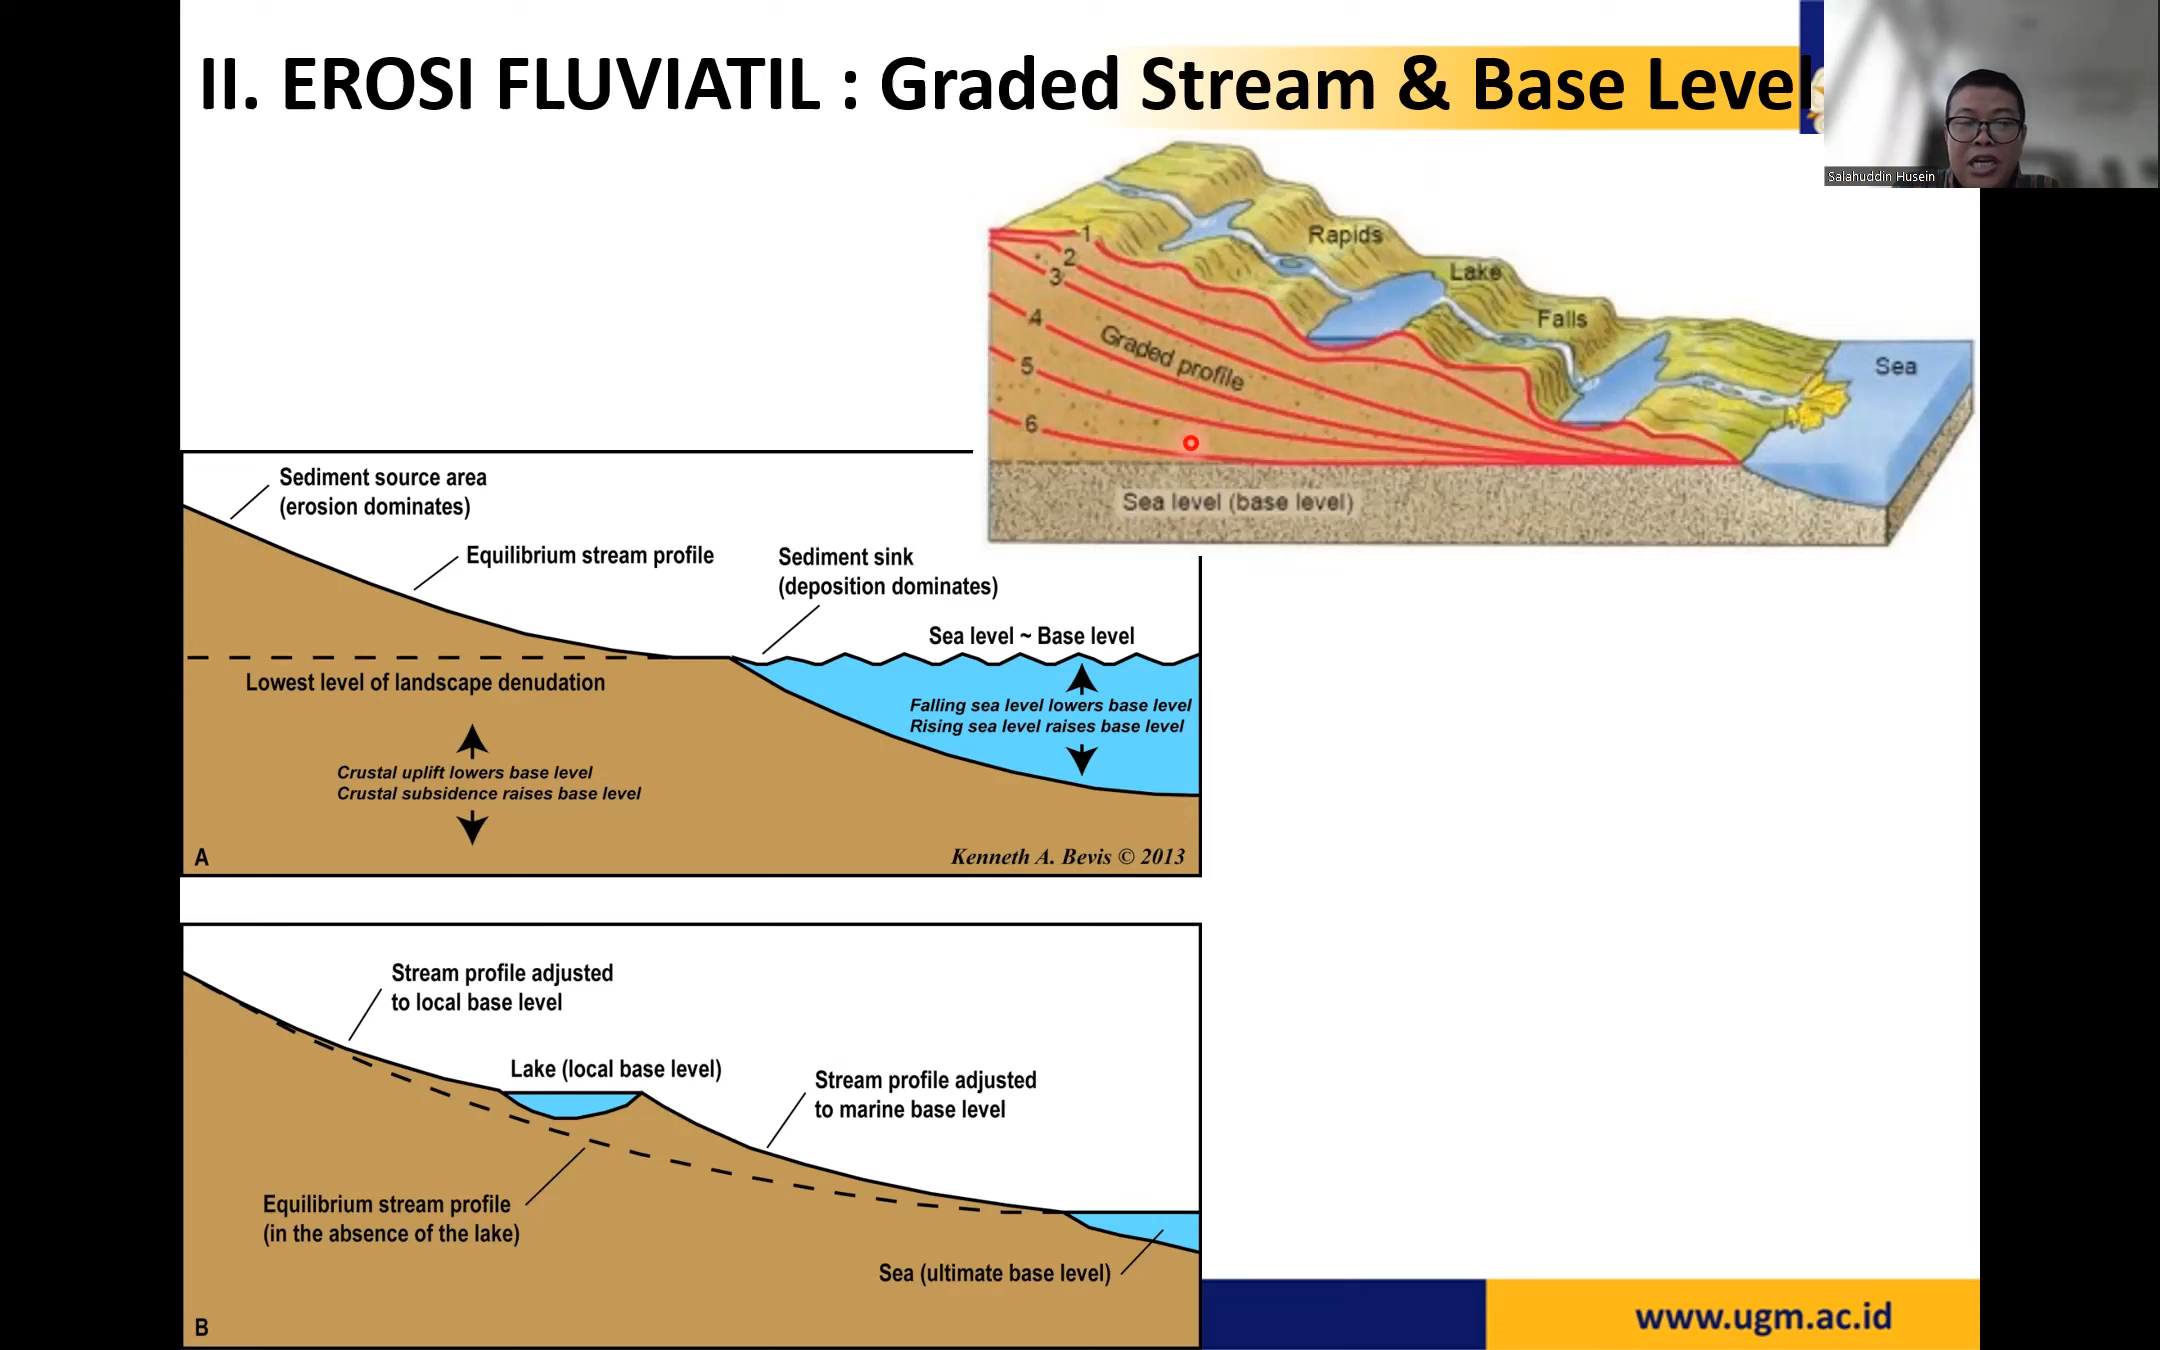 II. EROSI FLUVIATIL : Graded Stream & Base Level
Salahuddin Husein
Rapids
Lake
Falls
Sea
1
2
3
4
5
6
Graded profile
Sea level (base level)
Sediment source area
(erosion dominates)
Equilibrium stream profile
Sediment sink
(deposition dominates)
Sea level ~ Base level
Lowest level of landscape denudation
Falling sea level lowers base level
Rising sea level raises base level
Crustal uplift lowers base level
Crustal subsidence raises base level
A
Kenneth A. Bevis © 2013
Stream profile adjusted
to local base level
Lake (local base level)
Stream profile adjusted
to marine base level
Equilibrium stream profile
(in the absence of the lake)
Sea (ultimate base level)
B
www.ugm.ac.id